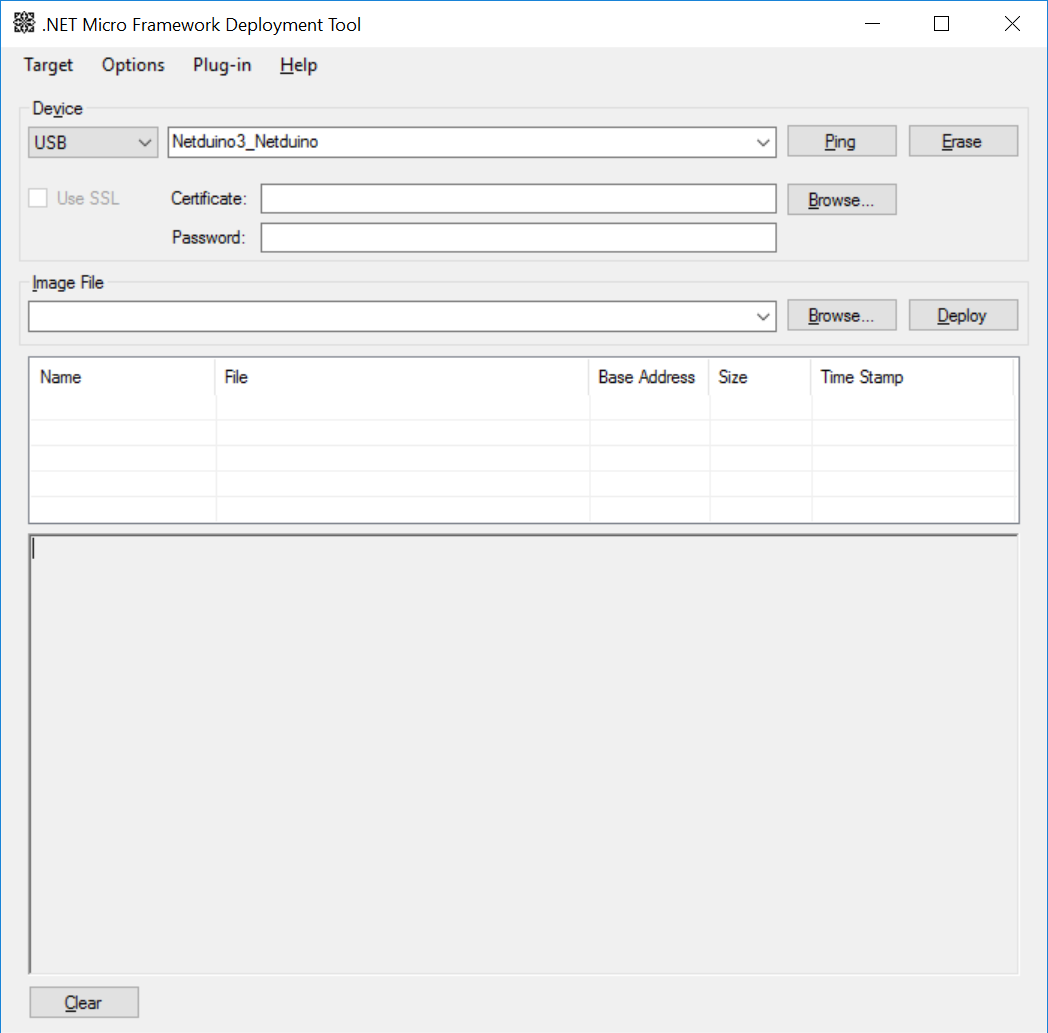 .NET Micro Framework Deployment Tool
Target Options Plug-in Help
Device
USB Netduino3_Netduino Ping Erase
Use SSL Certificate: Browse...
Password:
Image File
Browse... Deploy
Name File Base Address Size Time Stamp
Clear